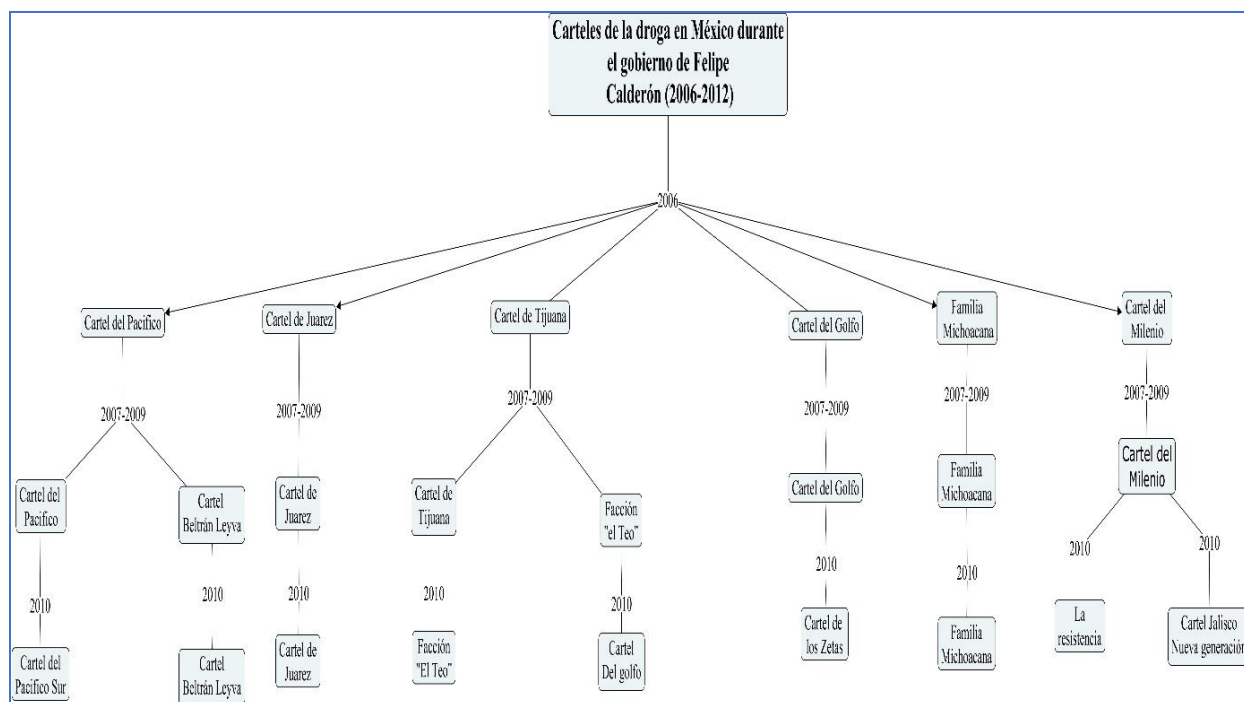 Carteles de la droga en México durante
el gobierno de Felipe
Calderón (2006-2012)
2006
Cartel del Pacifico
Cartel de Juarez
Cartel de Tijuana
Cartel del Golfo
Familia
Michoacana
Cartel del
Milenio
2007-2009
2007-2009
2007-2009
2007-2009
2007-2009
2007-2009
Cartel del
Pacifico
Cartel
Beltrán Leyva
Cartel de
Juarez
Cartel de
Tijuana
Facción
"el Teo"
Cartel del Golfo
Familia
Michoacana
Cartel del
Milenio
2010
2010
2010
2010
2010
2010
2010
2010
2010
Cartel del
Pacifico Sur
Cartel
Beltrán Leyva
Cartel de
Juarez
Facción
"El Teo"
Cartel
Del golfo
Cartel de
los Zetas
Familia
Michoacana
La
resistencia
Cartel Jalisco
Nueva generación